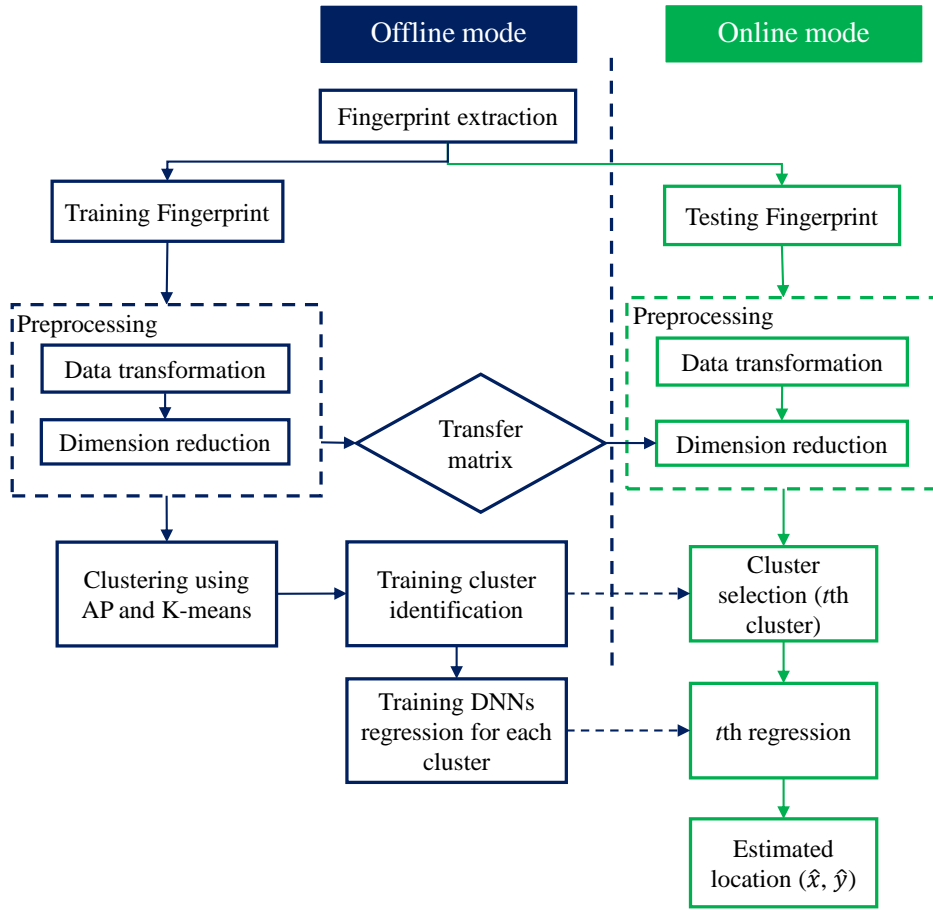 Offline mode
Online mode
Fingerprint extraction
Training Fingerprint
Testing Fingerprint
Preprocessing
Data transformation
Dimension reduction
Transfer
matrix
Preprocessing
Data transformation
Dimension reduction
Clustering using
AP and K-means
Training cluster
identification
Cluster
selection (tth
cluster)
Training DNNs
regression for each
cluster
tth regression
Estimated
location (x̂, ŷ)